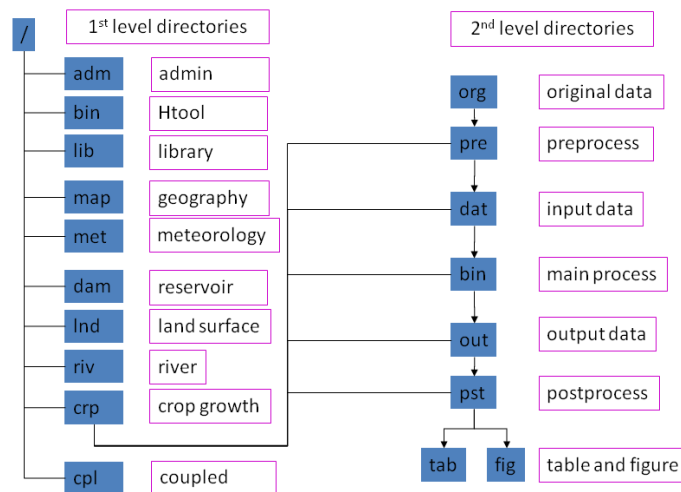 /
1st level directories
adm admin
bin Htool
lib library
map geography
met meteorology
dam reservoir
lnd land surface
riv river
crp crop growth
cpl coupled
2nd level directories
org original data
pre preprocess
dat input data
bin main process
out output data
pst postprocess
tab fig table and figure